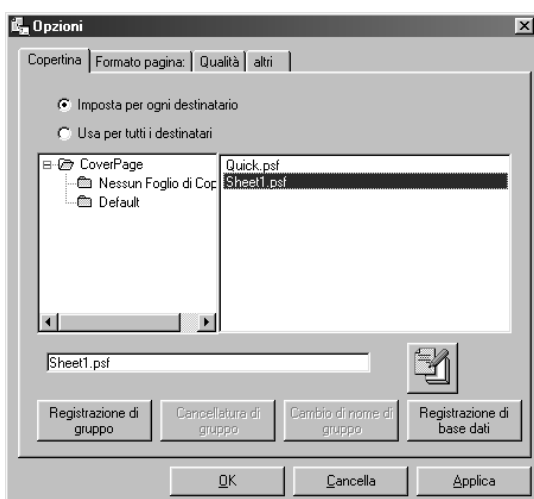 Opzioni
Copertina Formato pagina: Qualità altri
Imposta per ogni destinatario
Usa per tutti i destinatari
CoverPage
Nessun Foglio di Cop
Default
Quick.psf
Sheet1.psf
Sheet1.psf
Registrazione di gruppo
Cancellatura di gruppo
Cambio di nome di gruppo
Registrazione di base dati
OK Cancella Applica